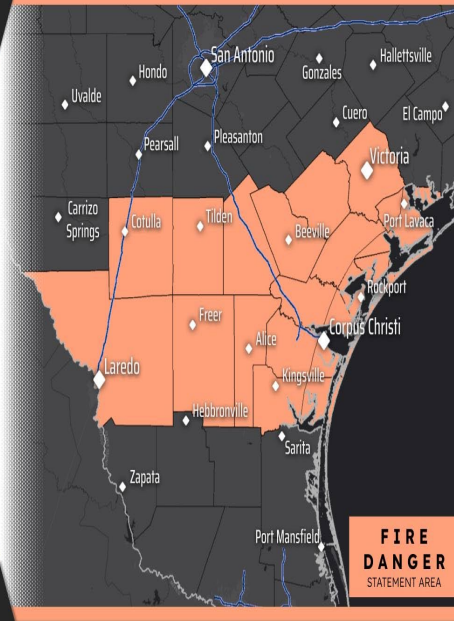 San Antonio
Hondo
Gonzales
Hallettsville
Uvalde
Cuero
El Campo
Pearsall
Pleasanton
Victoria
Carrizo
Springs
Cotulla
Tilden
Beeville
Port Lavaca
Rockport
Freer
Alice
Corpus Christi
Laredo
Kingsville
Hebbronville
Sarita
Zapata
Port Mansfield
FIRE
DANGER
STATEMENT AREA